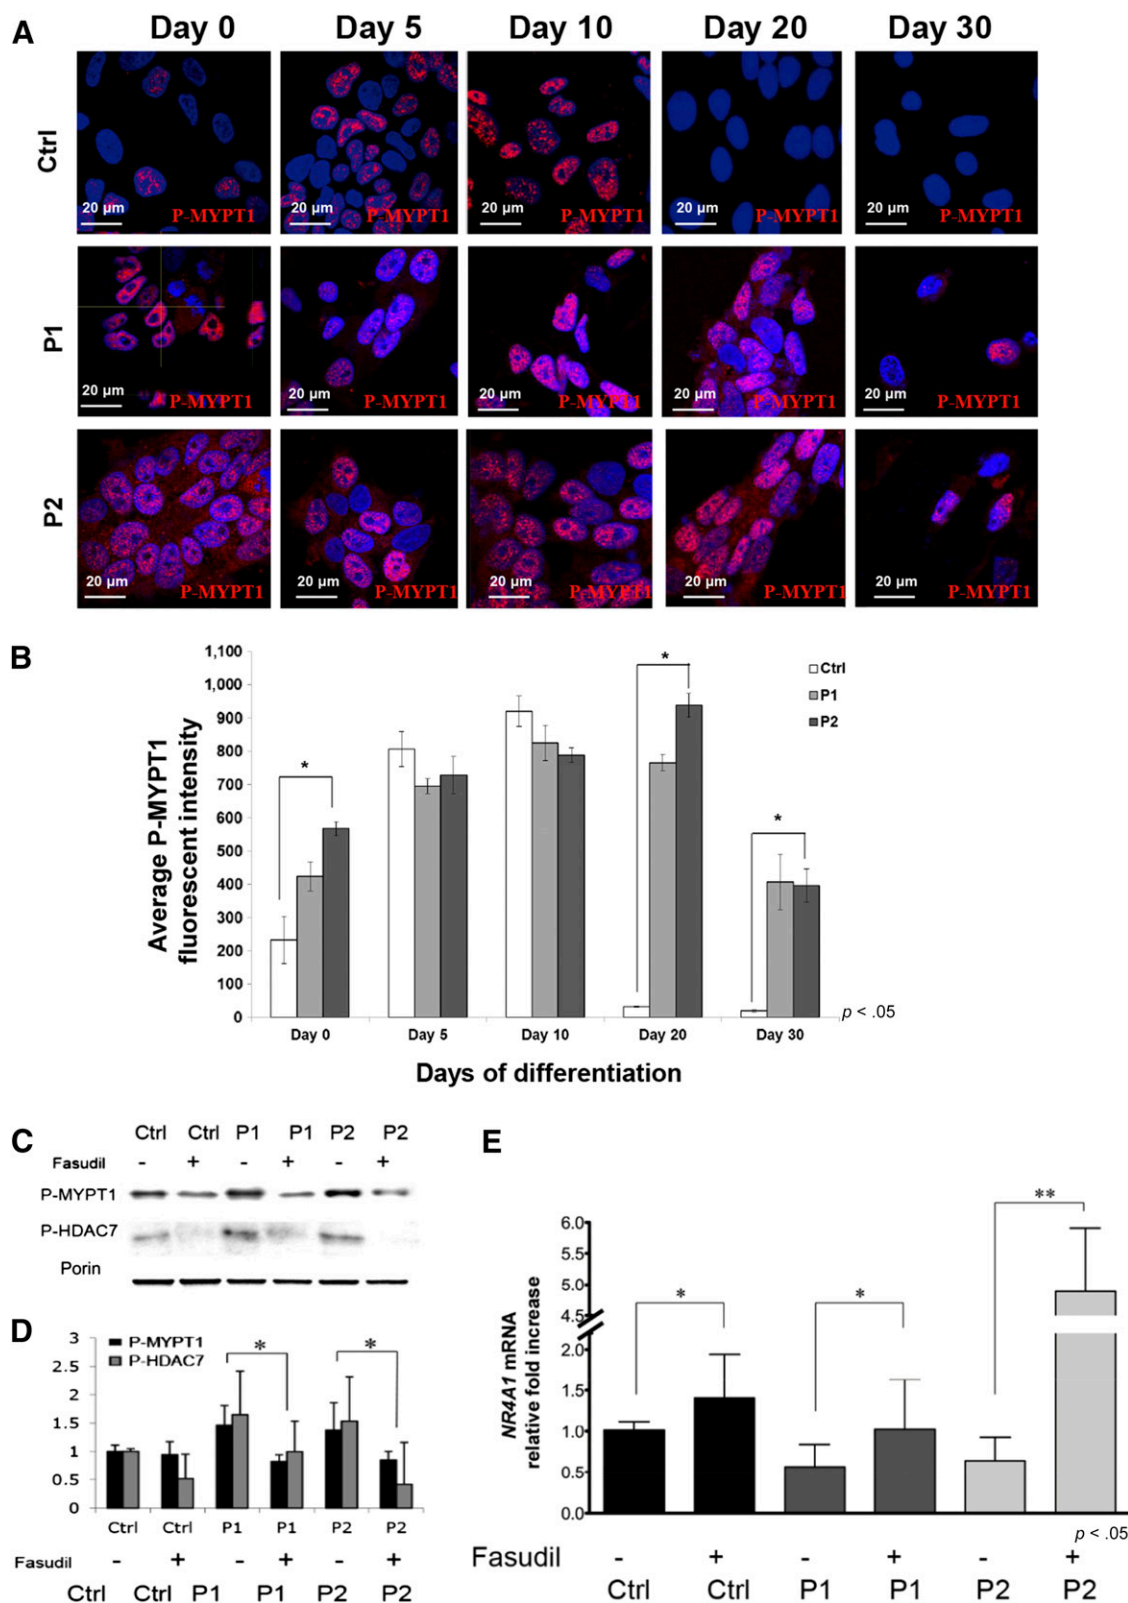 A
Day 0 Day 5 Day 10 Day 20 Day 30
Ctrl
20 µm P-MYPT1 20 µm P-MYPT1 20 µm P-MYPT1 20 µm P-MYPT1 20 µm P-MYPT1
P1
20 µm P-MYPT1 20 µm P-MYPT1 20 µm P-MYPT1 20 µm P-MYPT1 20 µm P-MYPT1
P2
20 µm P-MYPT1 20 µm P-MYPT1 20 µm P-MYPT1 20 µm P-MYPT1 20 µm P-MYPT1
B
Average P-MYPT1
fluorescent intensity
1,100
1,000
900
800
700
600
500
400
300
200
100
0
* * *
Ctrl
P1
P2
Day 0 Day 5 Day 10 Day 20 Day 30
p < .05
Days of differentiation
C
Ctrl Ctrl P1 P1 P2 P2
Fasudil - + - + - +
P-MYPT1
P-HDAC7
Porin
D
P-MYPT1
P-HDAC7
3
2.5
2
1.5
1
0.5
0
* *
Ctrl Ctrl P1 P1 P2 P2
Fasudil - + - + - +
Ctrl Ctrl P1 P1 P2 P2
E
NR4A1 mRNA
relative fold increase
6.0
5.5
5.0
4.5
2.0
1.5
1.0
0.5
0.0
* * **
p < .05
Fasudil - + - + - +
Ctrl Ctrl P1 P1 P2 P2